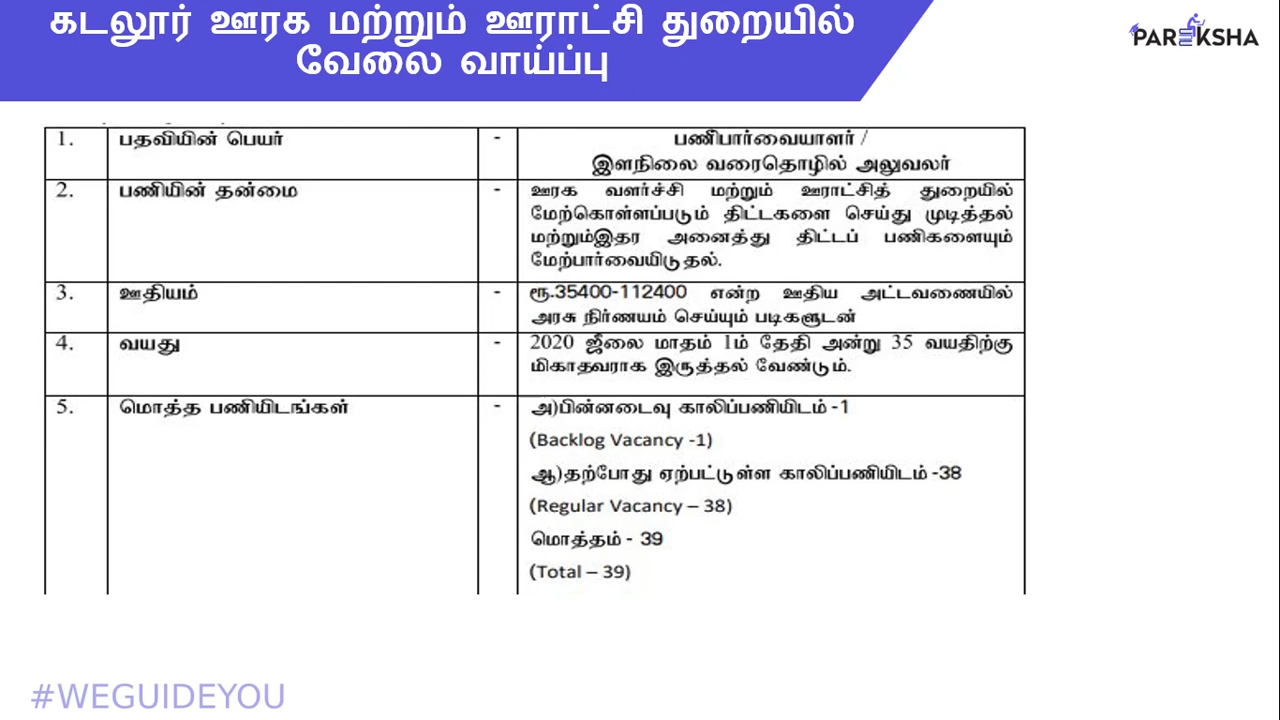 கடலூர் ஊரக மற்றும் ஊராட்சி துறையில்
வேலை வாய்ப்பு
PAREEKSHA
1. பதவியின் பெயர் - பணிபார்வையாளர் /
இளநிலை வரைதொழில் அலுவலர்
2. பணியின் தன்மை - ஊரக வளர்ச்சி மற்றும் ஊராட்சித் துறையில்
மேற்கொள்ளப்படும் திட்டகளை செய்து முடித்தல்
மற்றும்இதர அனைத்து திட்டப் பணிகளையும்
மேற்பார்வையிடுதல்.
3. ஊதியம் - ரூ.35400-112400 என்ற ஊதிய அட்டவணையில்
அரசு நிர்ணயம் செய்யும் படிகளுடன்
4. வயது - 2020 ஜீலை மாதம் 1ம் தேதி அன்று 35 வயதிற்கு
மிகாதவராக இருத்தல் வேண்டும்.
5. மொத்த பணியிடங்கள் - அ)பின்னடைவு காலிப்பணியிடம் -1
(Backlog Vacancy -1)
ஆ)தற்போது ஏற்பட்டுள்ள காலிப்பணியிடம் -38
(Regular Vacancy – 38)
மொத்தம் - 39
(Total – 39)
#WEGUIDEYOU